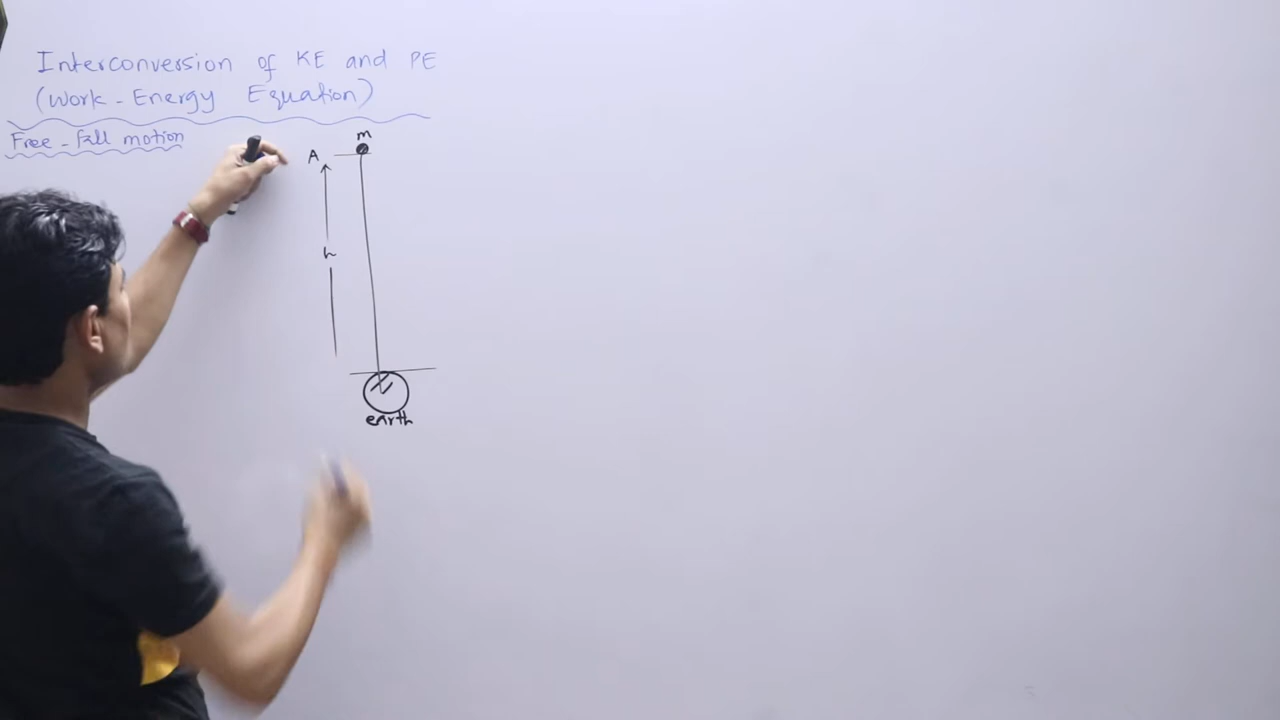 Interconversion of KE and PE
(Work - Energy Equation)
Free - fall motion
m
A
h
earth